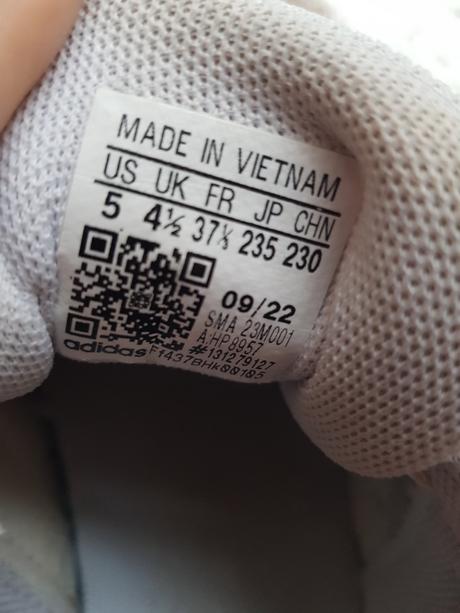 MADE IN VIETNAM
US UK FR JP CHN
5 4½ 37⅓ 235 230
09/22
SMA 23M001
A:HP8957
#131279127
adidas F1437BHk00105